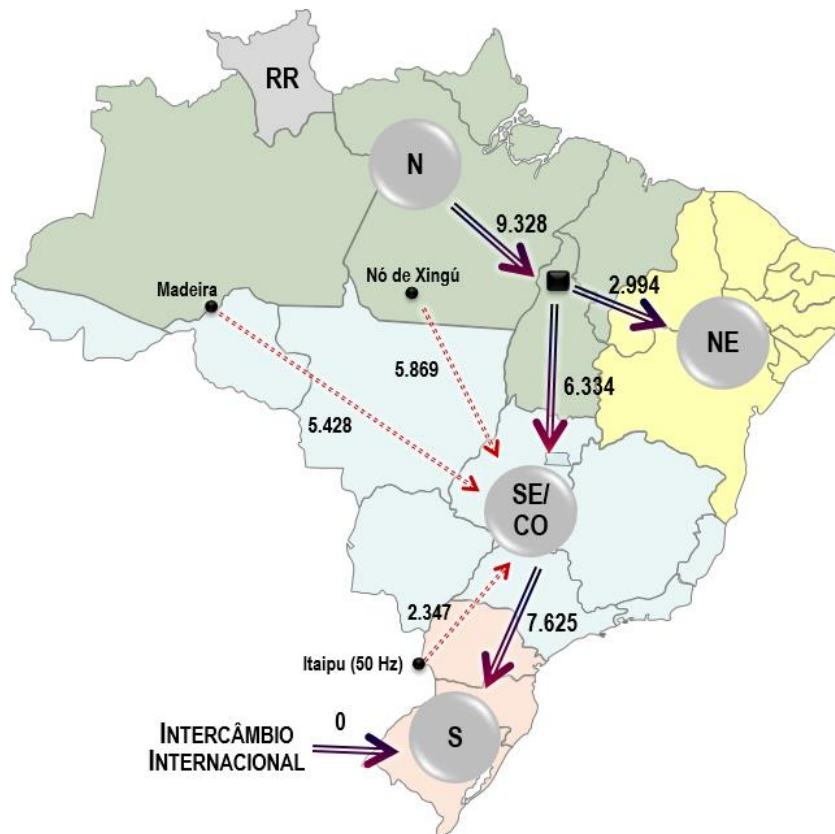 RR
N
9.328
Madeira
Nó de Xingú
2.994
NE
5.869
6.334
5.428
SE/
CO
2.347
7.625
Itaipu (50 Hz)
0
INTERCÂMBIO
INTERNACIONAL
S